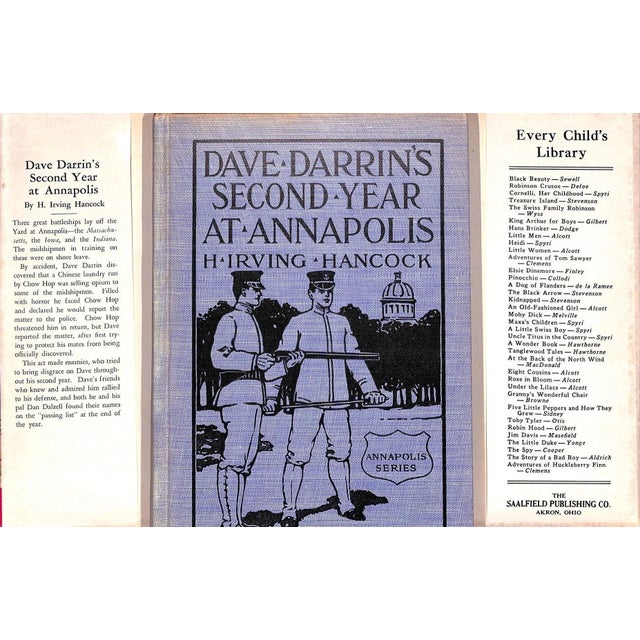 Dave Darrin's
Second Year
at Annapolis
By H. Irving Hancock
Three great battleships lay off the
Yard at Annapolis—the Massachu-
setts, the Iowa, and the Indiana.
The midshipmen in training on
these were on shore leave.
By accident, Dave Darrin dis-
covered that a Chinese laundry run
by Chow Hop was selling opium to
some of the midshipmen. Filled
with horror he faced Chow Hop
and declared he would report the
matter to the police. Chow Hop
threatened him in return, but Dave
reported the matter, after first try-
ing to protect his mates from being
officially discovered.
This act made enemies, who tried
to bring disgrace on Dave through-
out his second year. Dave's friends
who knew and admired him rallied
to his defense, and both he and his
pal Dan Dalzell found their names
on the "passing list" at the end of
the year.
DAVE·DARRIN'S
SECOND·YEAR
AT·ANNAPOLIS
H·IRVING·HANCOCK
ANNAPOLIS
SERIES
Every Child's
Library
Black Beauty—Sewell
Robinson Crusoe—Defoe
Cornelli, Her Childhood—Spyri
Treasure Island—Stevenson
The Swiss Family Robinson
—Wyss
King Arthur for Boys—Gilbert
Hans Brinker—Dodge
Little Men—Alcott
Heidi—Spyri
Little Women—Alcott
Adventures of Tom Sawyer
—Clemens
Elsie Dinsmore—Finley
Pinocchio—Collodi
A Dog of Flanders—de la Ramee
The Black Arrow—Stevenson
Kidnapped—Stevenson
An Old-Fashioned Girl—Alcott
Moby Dick—Melville
Maxa's Children—Spyri
A Little Swiss Boy—Spyri
Uncle Titus in the Country—Spyri
A Wonder Book—Hawthorne
Tanglewood Tales—Hawthorne
At the Back of the North Wind
—MacDonald
Eight Cousins—Alcott
Rose in Bloom—Alcott
Under the Lilacs—Alcott
Granny's Wonderful Chair
—Browne
Five Little Peppers and How They
Grew—Sidney
Toby Tyler—Otis
Robin Hood—Gilbert
Jim Davis—Masefield
The Little Duke—Yonge
The Spy—Cooper
The Story of a Bad Boy—Aldrich
Adventures of Huckleberry Finn
—Clemens
THE
SAALFIELD PUBLISHING CO.
AKRON, OHIO